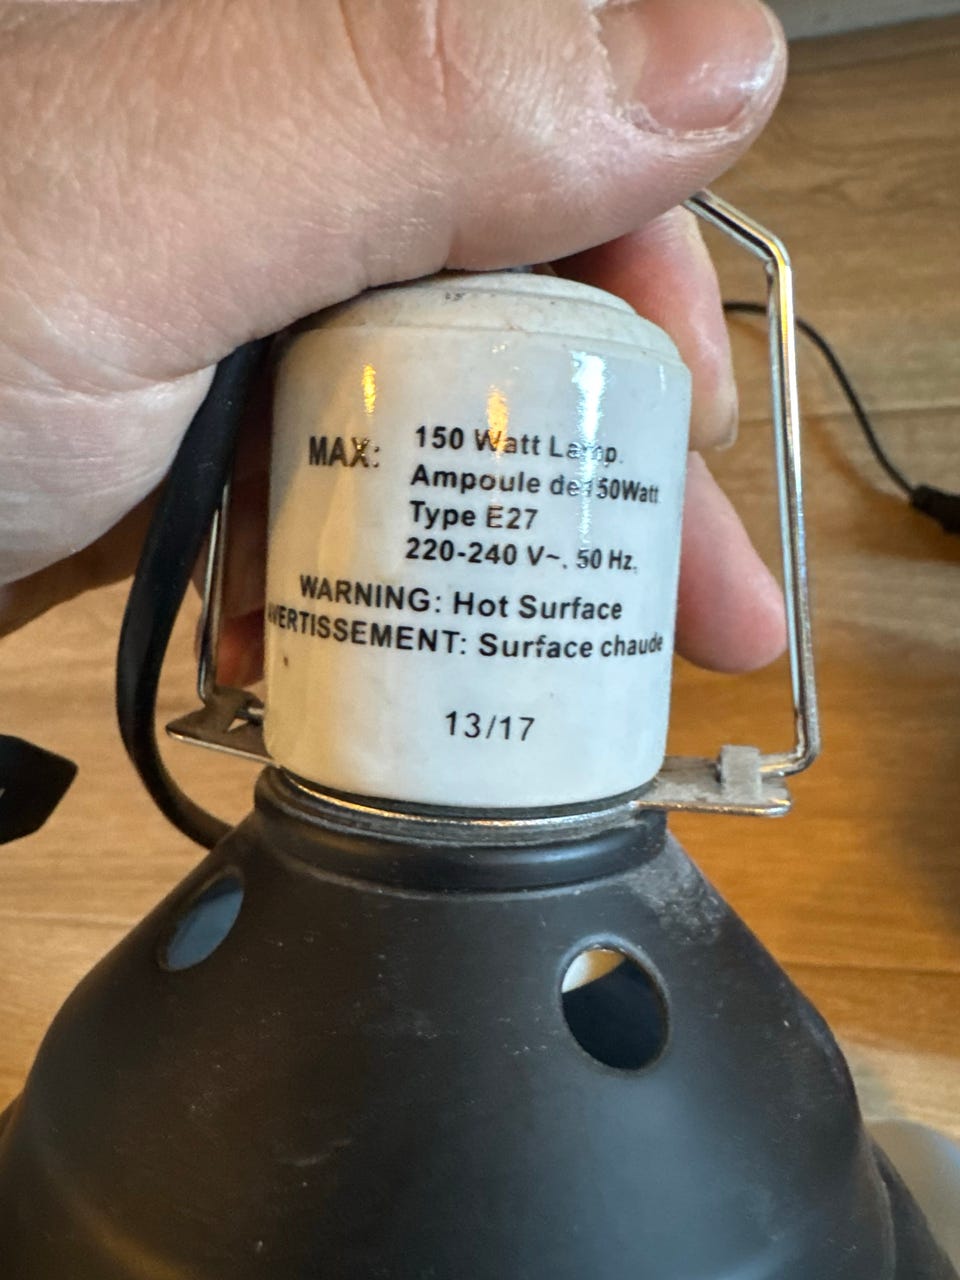 MAX: 150 Watt Lamp.
Ampoule de 150Watt
Type E27
220-240 V~. 50 Hz.
WARNING: Hot Surface
AVERTISSEMENT: Surface chaude
13/17